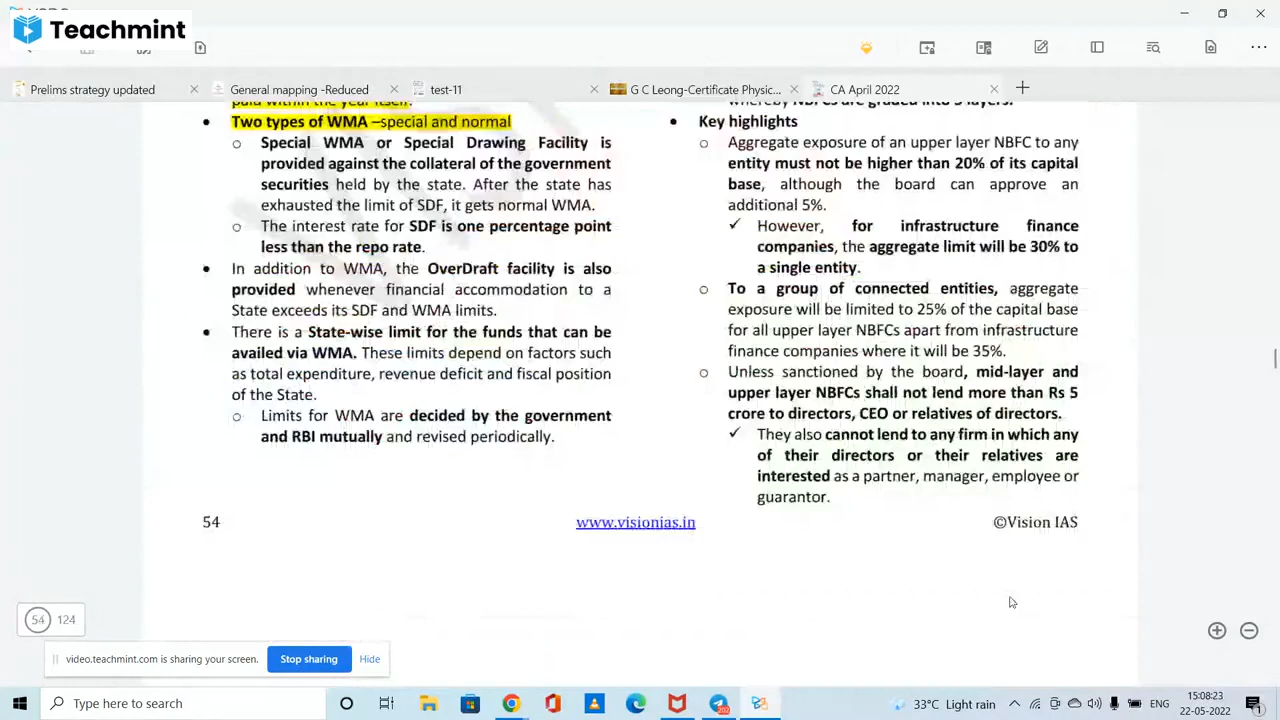 Teachmint
Prelims strategy updated
General mapping -Reduced
test-11
G C Leong-Certificate Physic...
CA April 2022
paid within the year itself.
Two types of WMA –special and normal
Special WMA or Special Drawing Facility is
provided against the collateral of the government
securities held by the state. After the state has
exhausted the limit of SDF, it gets normal WMA.
The interest rate for SDF is one percentage point
less than the repo rate.
In addition to WMA, the OverDraft facility is also
provided whenever financial accommodation to a
State exceeds its SDF and WMA limits.
There is a State-wise limit for the funds that can be
availed via WMA. These limits depend on factors such
as total expenditure, revenue deficit and fiscal position
of the State.
Limits for WMA are decided by the government
and RBI mutually and revised periodically.
whereby NBFCs are graded into 3 layers.
Key highlights
Aggregate exposure of an upper layer NBFC to any
entity must not be higher than 20% of its capital
base, although the board can approve an
additional 5%.
However, for infrastructure finance
companies, the aggregate limit will be 30% to
a single entity.
To a group of connected entities, aggregate
exposure will be limited to 25% of the capital base
for all upper layer NBFCs apart from infrastructure
finance companies where it will be 35%.
Unless sanctioned by the board, mid-layer and
upper layer NBFCs shall not lend more than Rs 5
crore to directors, CEO or relatives of directors.
They also cannot lend to any firm in which any
of their directors or their relatives are
interested as a partner, manager, employee or
guarantor.
54
www.visionias.in
©Vision IAS
54 124
video.teachmint.com is sharing your screen.
Stop sharing
Hide
Type here to search
202
33°C Light rain
ENG
15:08:23
22-05-2022
1